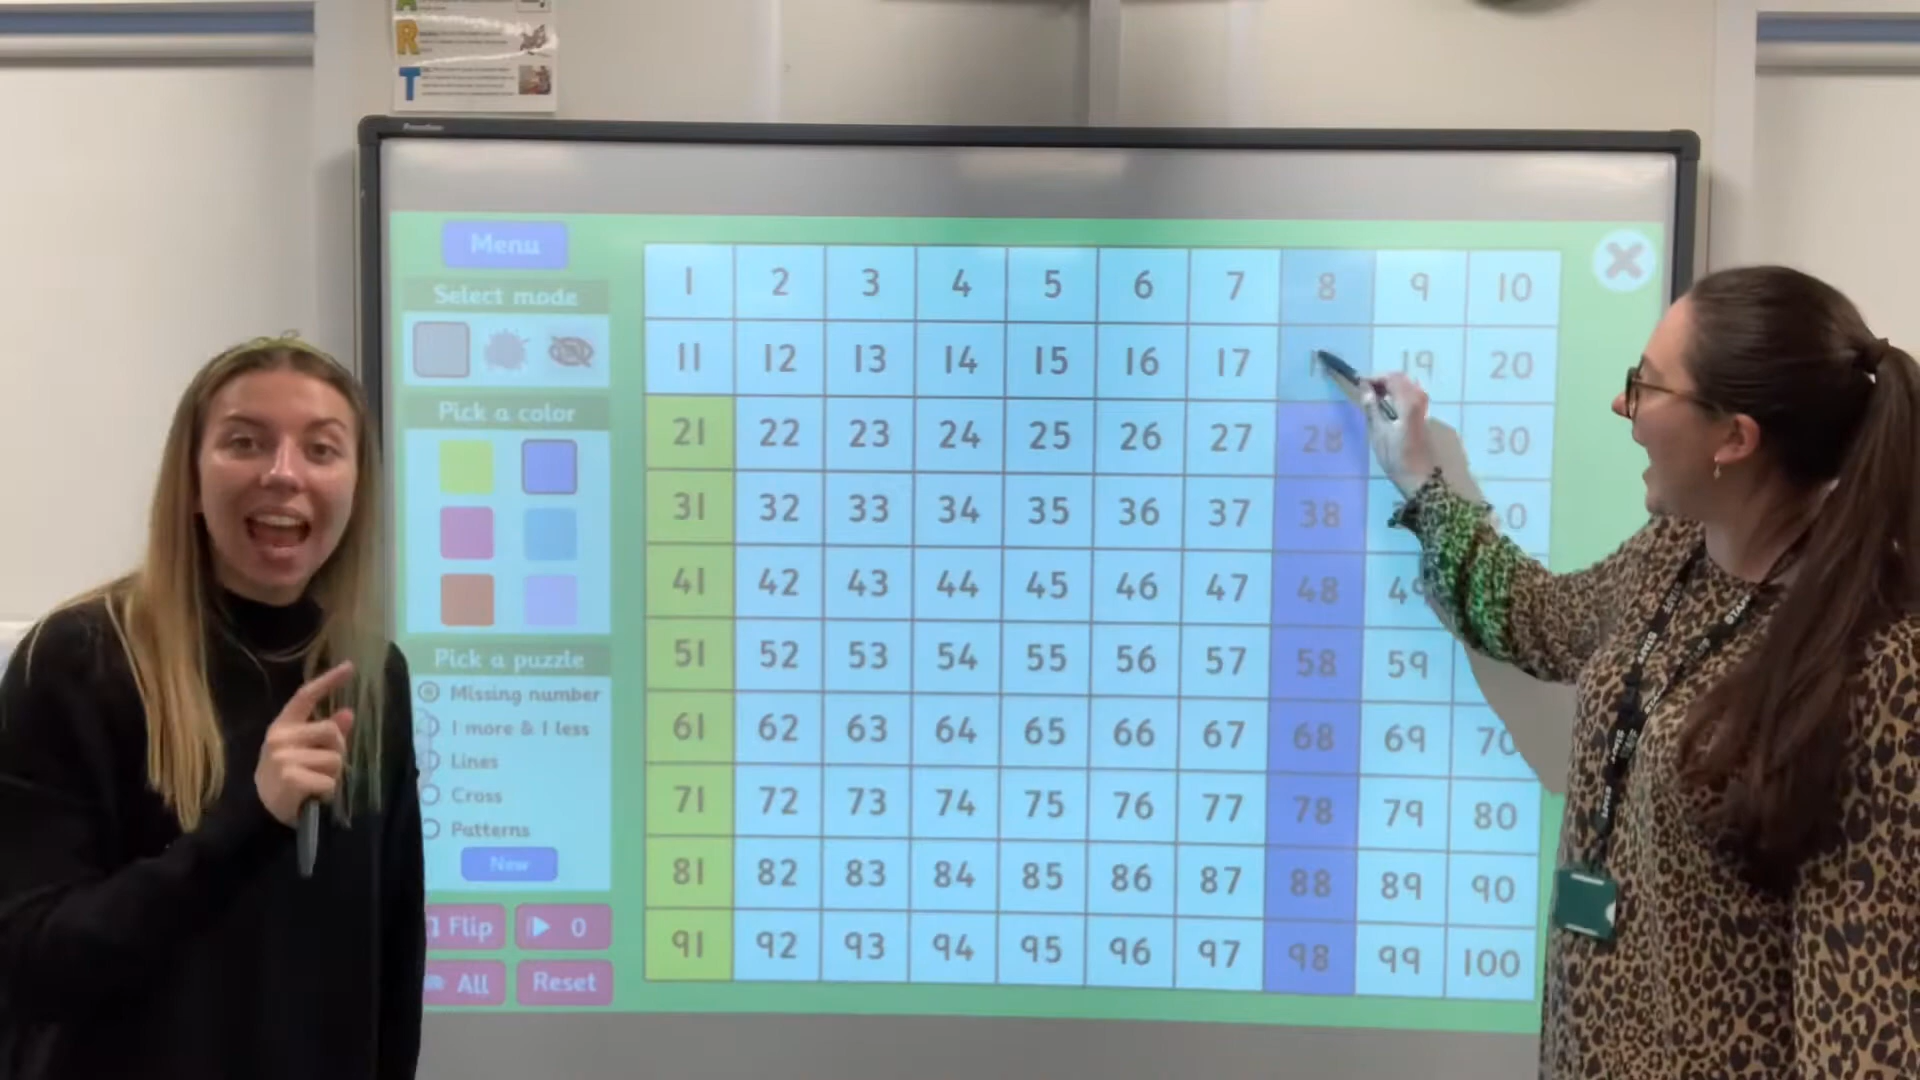 A
R
T
Menu
Select mode
Pick a color
Pick a puzzle
Missing number
1 more & 1 less
Lines
Cross
Patterns
New
Flip 0
All Reset
1 2 3 4 5 6 7 8 9 10
11 12 13 14 15 16 17 19 20
21 22 23 24 25 26 27 28 30
31 32 33 34 35 36 37 38
41 42 43 44 45 46 47 48
51 52 53 54 55 56 57 58 59
61 62 63 64 65 66 67 68 69 70
71 72 73 74 75 76 77 78 79 80
81 82 83 84 85 86 87 88 89 90
91 92 93 94 95 96 97 98 99 100
START